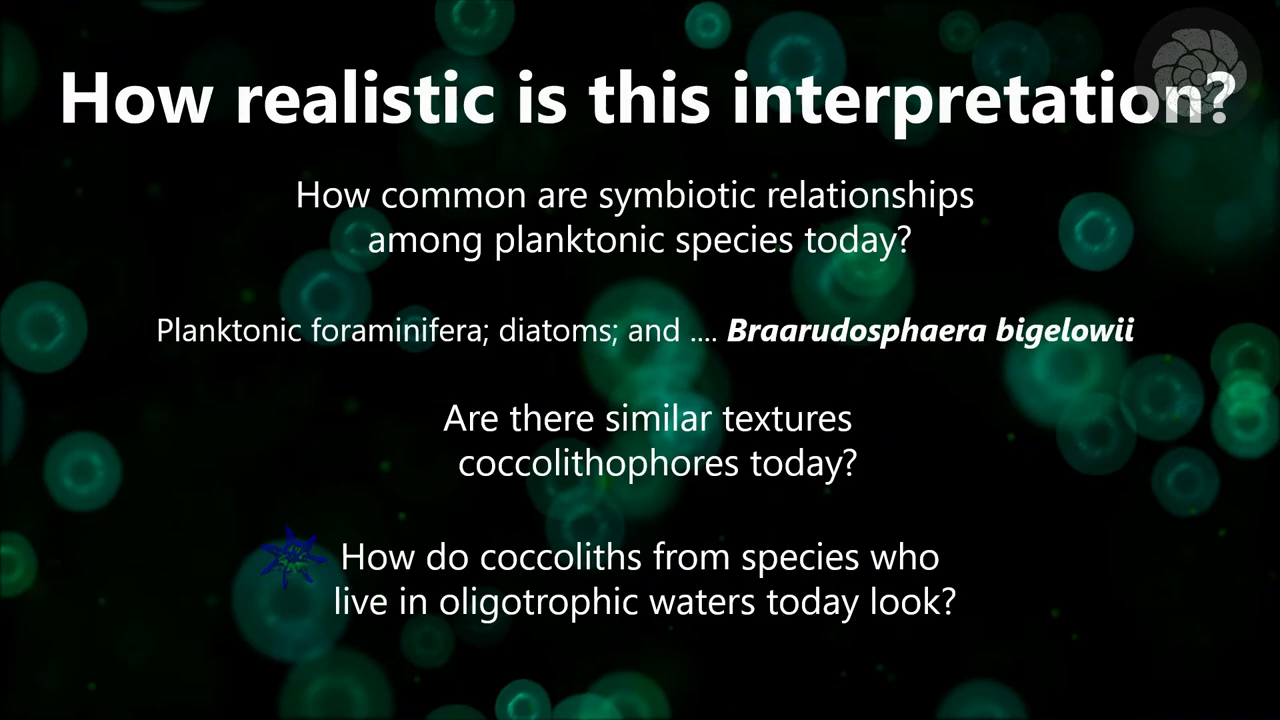 How realistic is this interpretation?
How common are symbiotic relationships
among planktonic species today?
Planktonic foraminifera; diatoms; and .... Braarudosphaera bigelowii
Are there similar textures
coccolithophores today?
How do coccoliths from species who
live in oligotrophic waters today look?